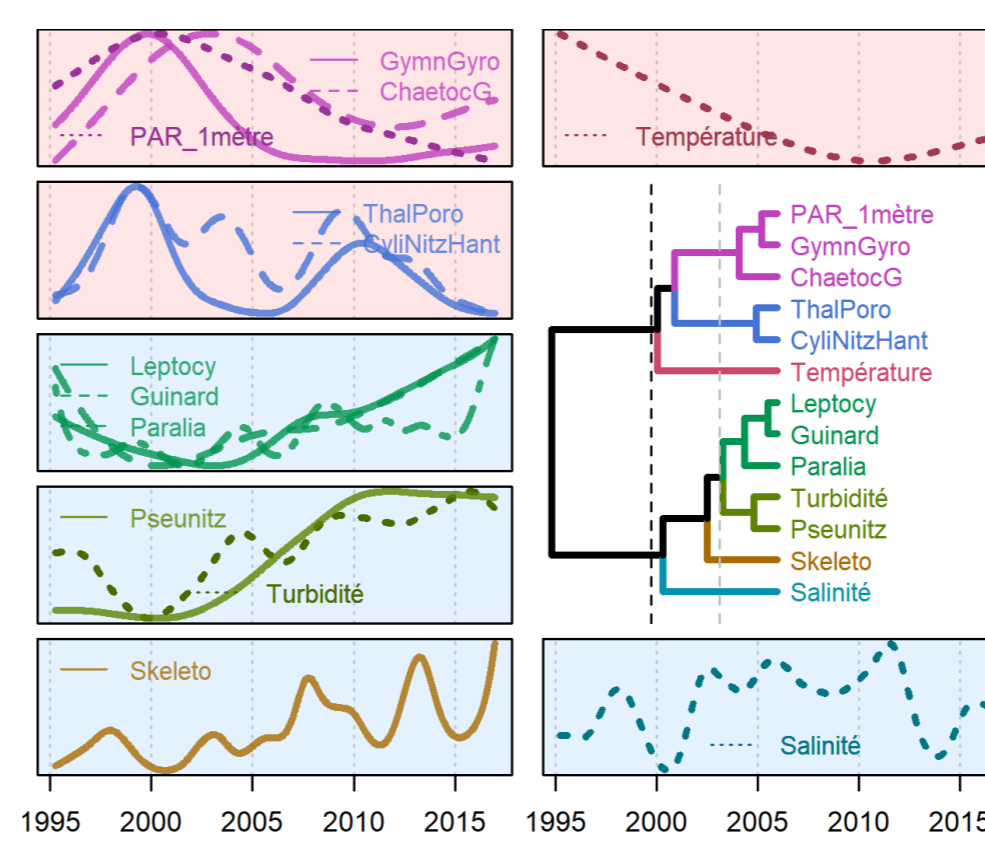 GymnGyro
ChaetocG
PAR_1mètre
Température
ThalPoro
CyliNitzHant
PAR_1mètre
GymnGyro
ChaetocG
ThalPoro
CyliNitzHant
Température
Leptocy
Guinard
Paralia
Turbidité
Pseunitz
Skeleto
Salinité
Leptocy
Guinard
Paralia
Pseunitz
Turbidité
Skeleto
Salinité
1995 2000 2005 2010 2015
1995 2000 2005 2010 2015